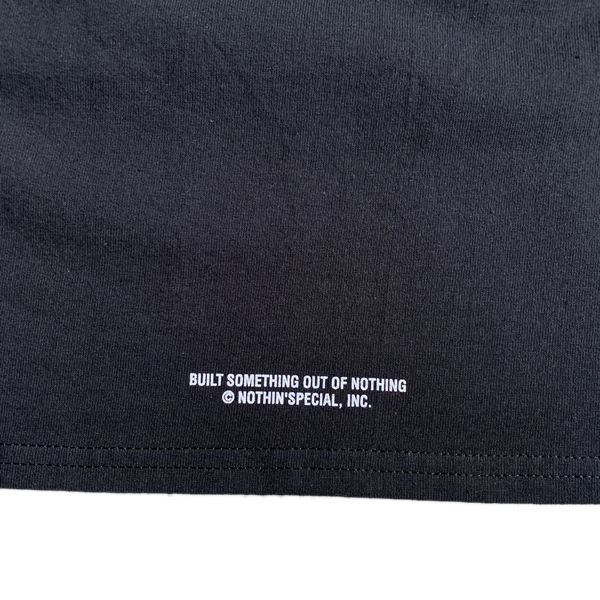 BUILT SOMETHING OUT OF NOTHING
© NOTHIN'SPECIAL, INC.